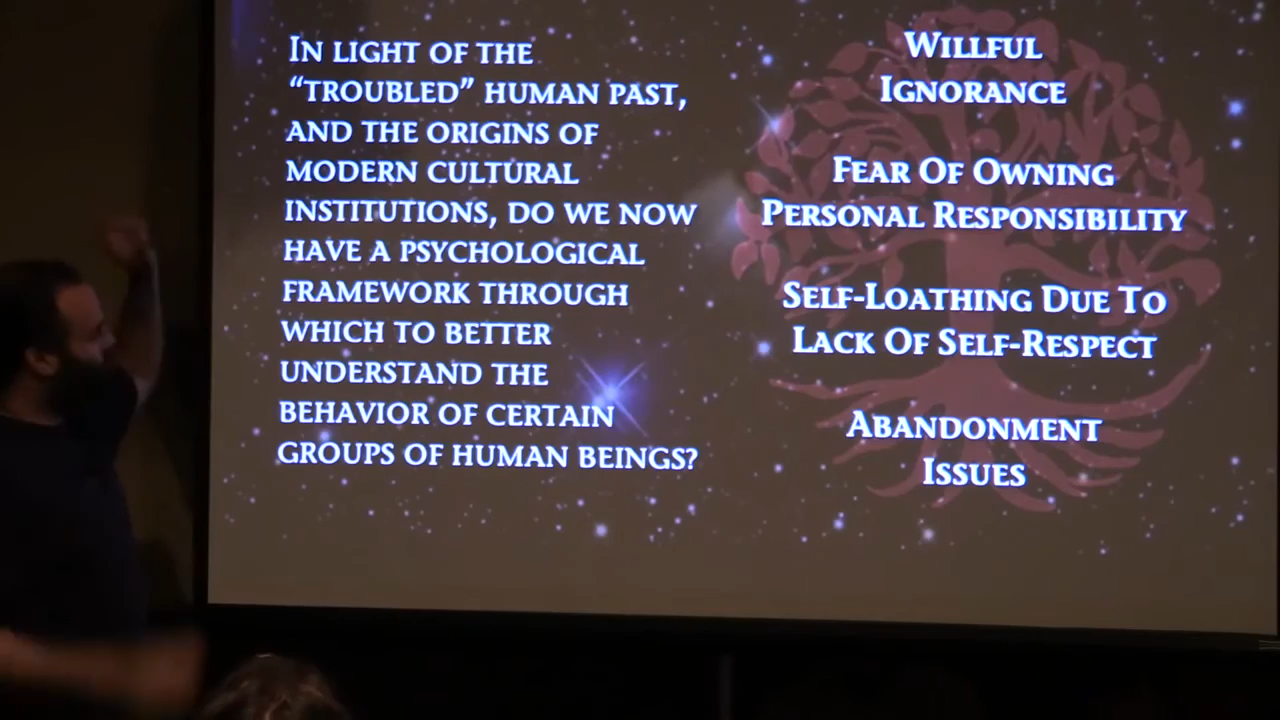 IN LIGHT OF THE
“TROUBLED” HUMAN PAST,
AND THE ORIGINS OF
MODERN CULTURAL
INSTITUTIONS, DO WE NOW
HAVE A PSYCHOLOGICAL
FRAMEWORK THROUGH
WHICH TO BETTER
UNDERSTAND THE
BEHAVIOR OF CERTAIN
GROUPS OF HUMAN BEINGS?
WILLFUL
IGNORANCE
FEAR OF OWNING
PERSONAL RESPONSIBILITY
SELF-LOATHING DUE TO
LACK OF SELF-RESPECT
ABANDONMENT
ISSUES